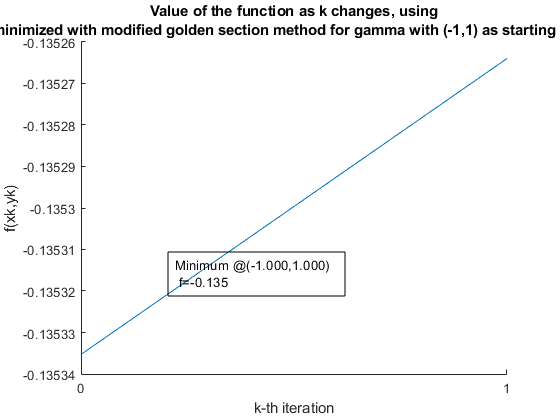 Value of the function as k changes, using
minimized with modified golden section method for gamma with (-1,1) as starting
-0.13526
-0.13527
-0.13528
-0.13529
-0.1353
-0.13531
-0.13532
-0.13533
-0.13534
f(xk,yk)
Minimum @(-1.000,1.000)
f=-0.135
0
1
k-th iteration